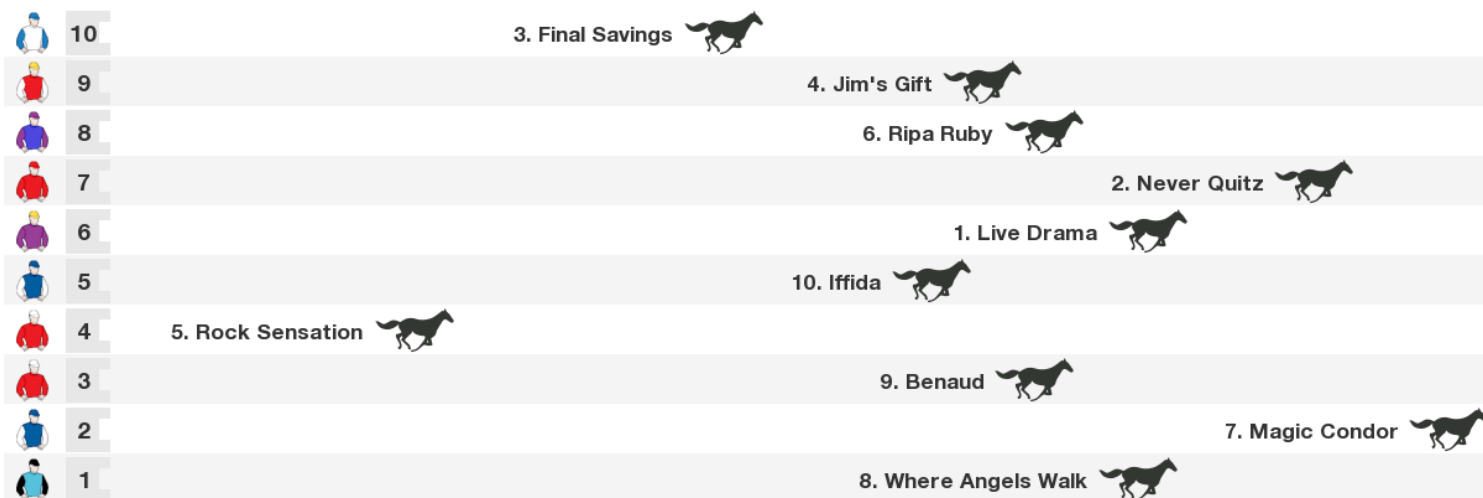 10 3. Final Savings
9 4. Jim's Gift
8 6. Ripa Ruby
7 2. Never Quitz
6 1. Live Drama
5 10. Iffida
4 5. Rock Sensation
3 9. Benaud
2 7. Magic Condor
1 8. Where Angels Walk